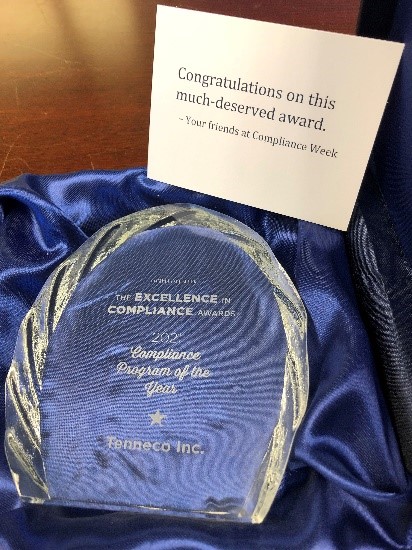 Congratulations on this
much-deserved award.
– Your friends at Compliance Week
THE EXCELLENCE IN
COMPLIANCE AWARDS
2021
Compliance
Program of the
Year
Tenneco Inc.